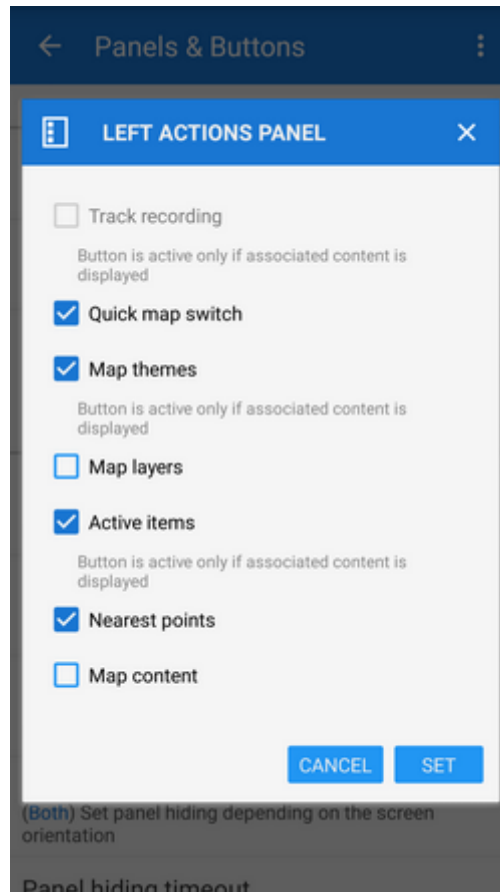 Panels & Buttons
LEFT ACTIONS PANEL
Track recording
Button is active only if associated content is
displayed
Quick map switch
Map themes
Button is active only if associated content is
displayed
Map layers
Active items
Button is active only if associated content is
displayed
Nearest points
Map content
CANCEL SET
(Both) Set panel hiding depending on the screen
orientation
Panel hiding timeout